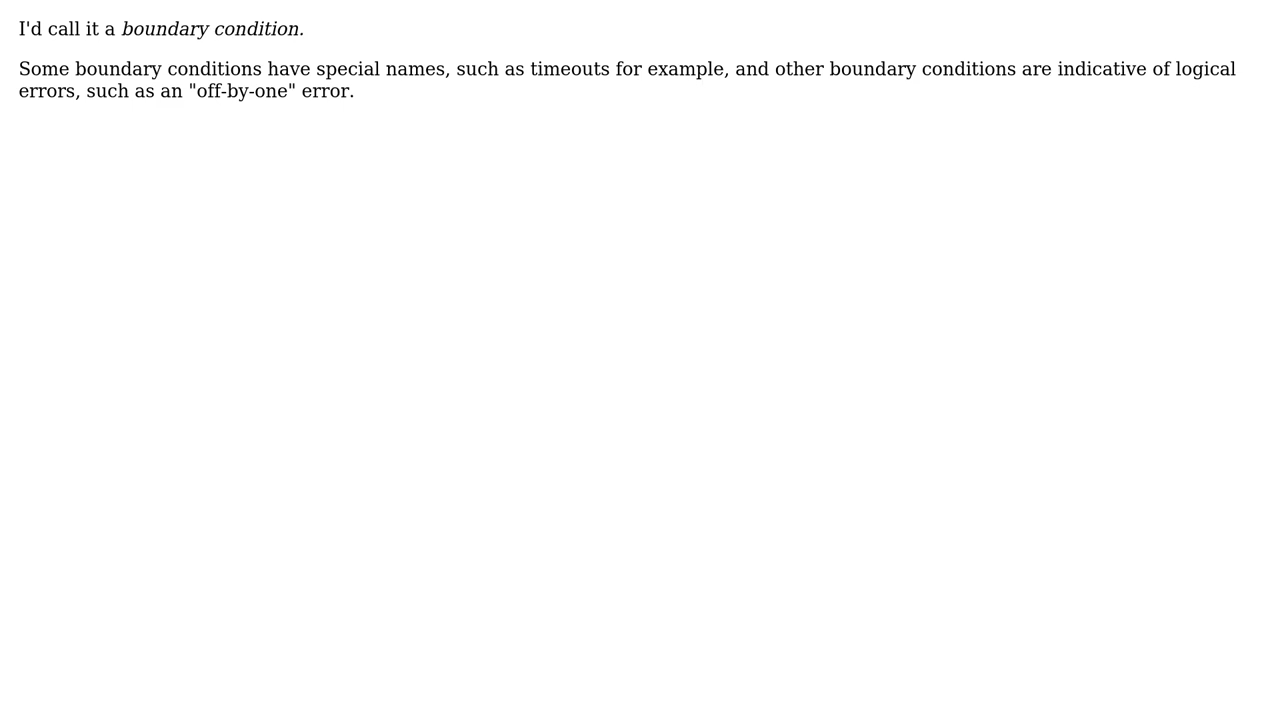 I'd call it a boundary condition.
Some boundary conditions have special names, such as timeouts for example, and other boundary conditions are indicative of logical
errors, such as an "off-by-one" error.